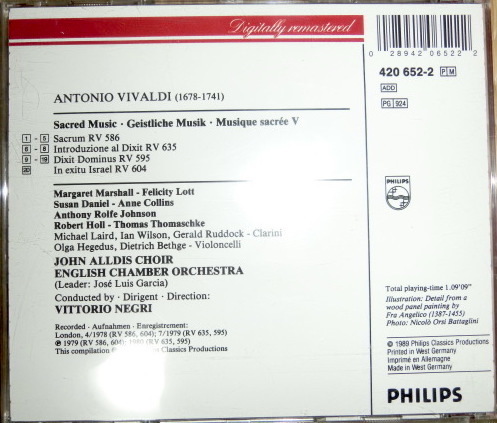 Digitally remastered
0 28942 06522 2
420 652-2 PM
ADD
PG 924
ANTONIO VIVALDI (1678-1741)
Sacred Music · Geistliche Musik · Musique sacrée V
1 - 5 Sacrum RV 586
6 - 8 Introduzione al Dixit RV 635
9 - 19 Dixit Dominus RV 595
20 In exitu Israel RV 604
Margaret Marshall - Felicity Lott
Susan Daniel - Anne Collins
Anthony Rolfe Johnson
Robert Holl - Thomas Thomaschke
Michael Laird, Ian Wilson, Gerald Ruddock - Clarini
Olga Hegedus, Dietrich Bethge - Violoncelli
JOHN ALLDIS CHOIR
ENGLISH CHAMBER ORCHESTRA
(Leader: José Luis Garcia)
Conducted by · Dirigent · Direction:
VITTORIO NEGRI
Recorded - Aufnahmen - Enregistrement:
London, 4/1978 (RV 586, 604); 7/1979 (RV 635, 595)
℗ 1979 (RV 586, 604); 1980 (RV 635, 595)
This compilation Classics Productions
PHILIPS
Total playing-time 1.09'09"
Illustration: Detail from a
wood panel painting by
Fra Angelico (1387-1455)
Photo: Nicolò Orsi Battaglini
© 1989 Philips Classics Productions
Printed in West Germany
Imprimé en Allemagne
Made in West Germany
PHILIPS